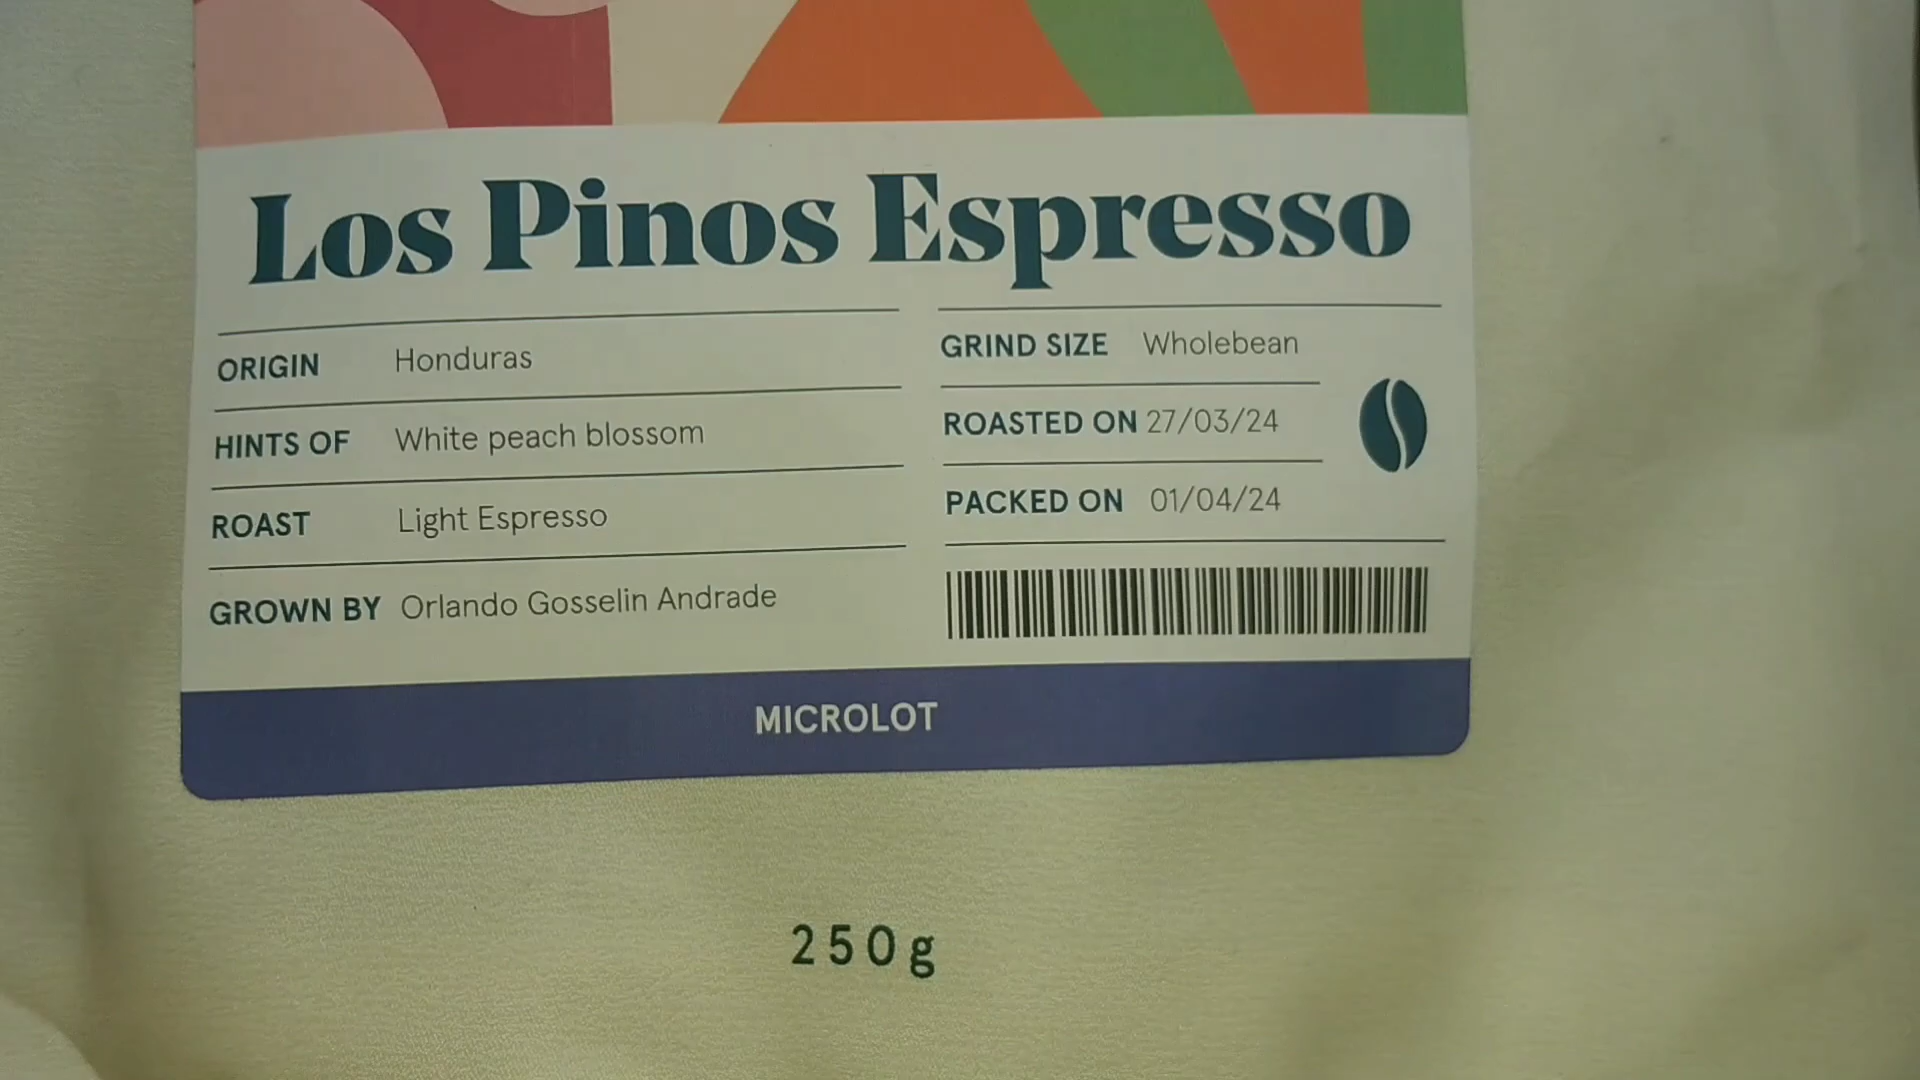 Los Pinos Espresso
ORIGIN Honduras
HINTS OF White peach blossom
ROAST Light Espresso
GROWN BY Orlando Gosselin Andrade
GRIND SIZE Wholebean
ROASTED ON 27/03/24
PACKED ON 01/04/24
MICROLOT
250g